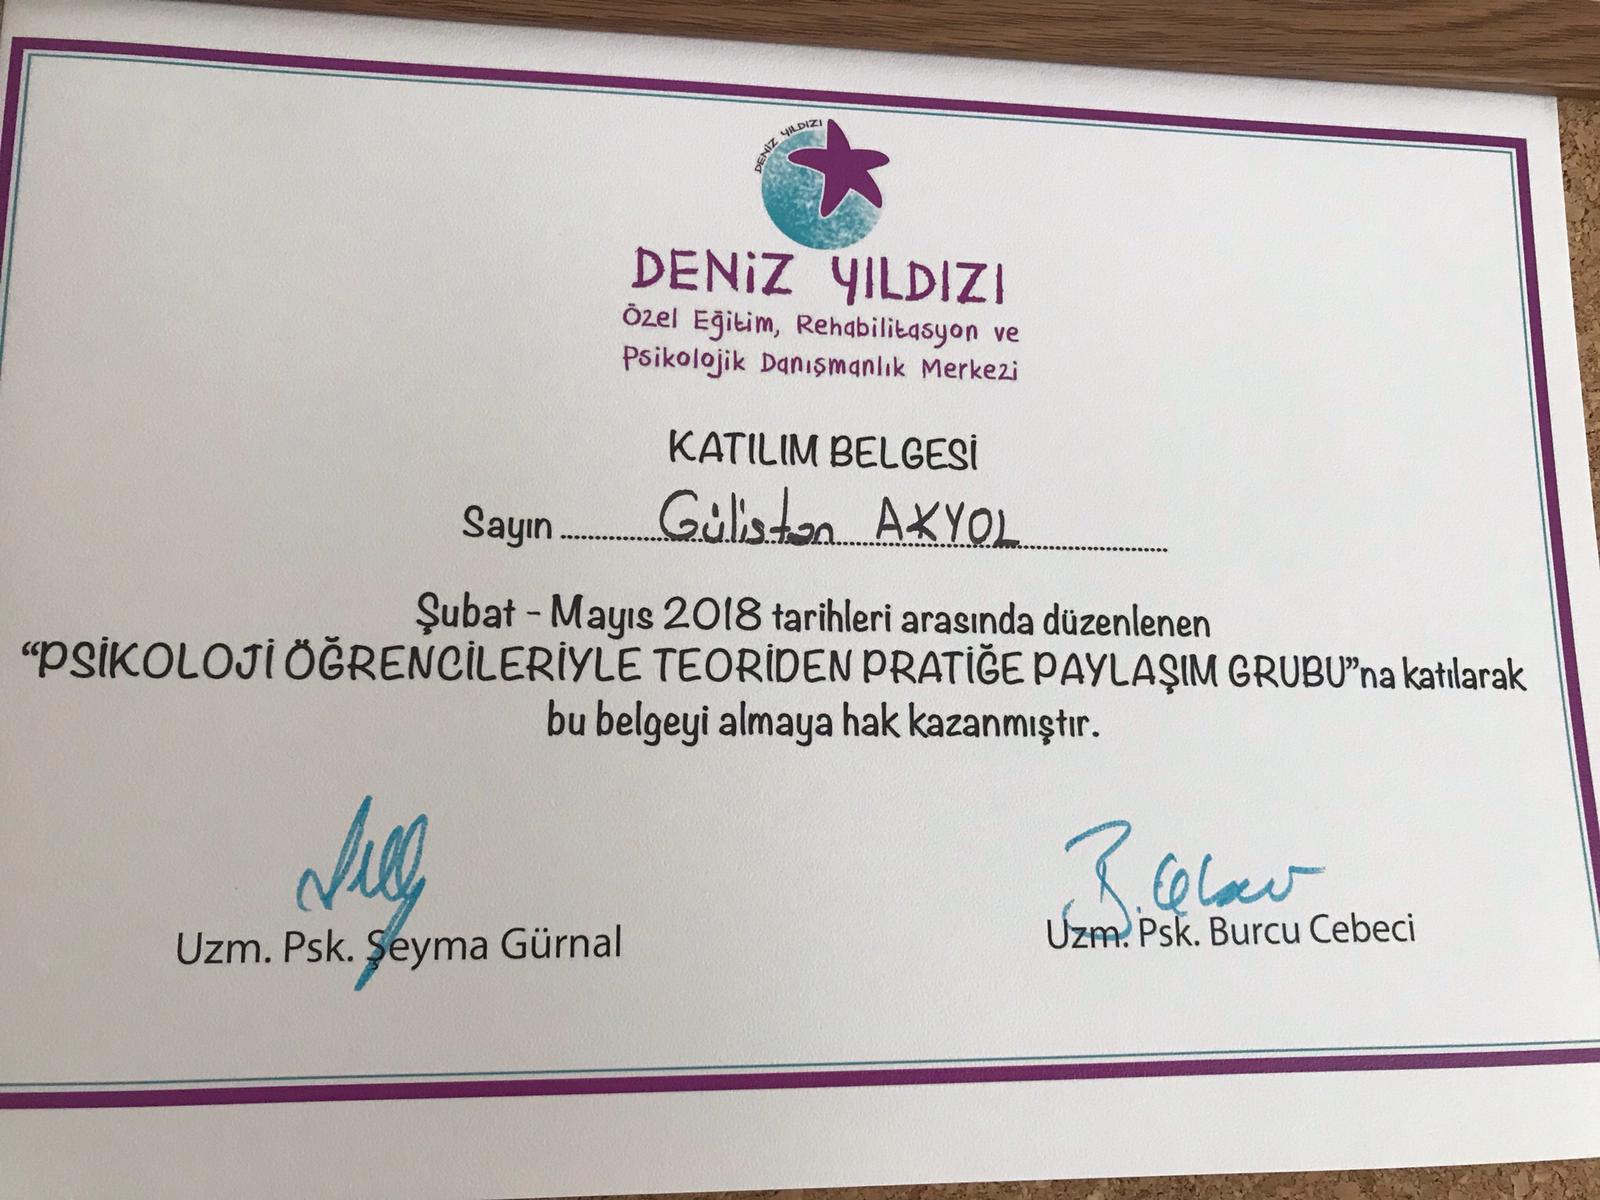 DENİZ YILDIZI
DENİZ YILDIZI
Özel Eğitim, Rehabilitasyon ve
Psikolojik Danışmanlık Merkezi
KATILIM BELGESİ
Sayın ........ Gülistan AKYOL ........
Şubat - Mayıs 2018 tarihleri arasında düzenlenen
“PSİKOLOJİ ÖĞRENCİLERİYLE TEORİDEN PRATİĞE PAYLAŞIM GRUBU”na katılarak
bu belgeyi almaya hak kazanmıştır.
Uzm. Psk. Şeyma Gürnal
Uzm. Psk. Burcu Cebeci